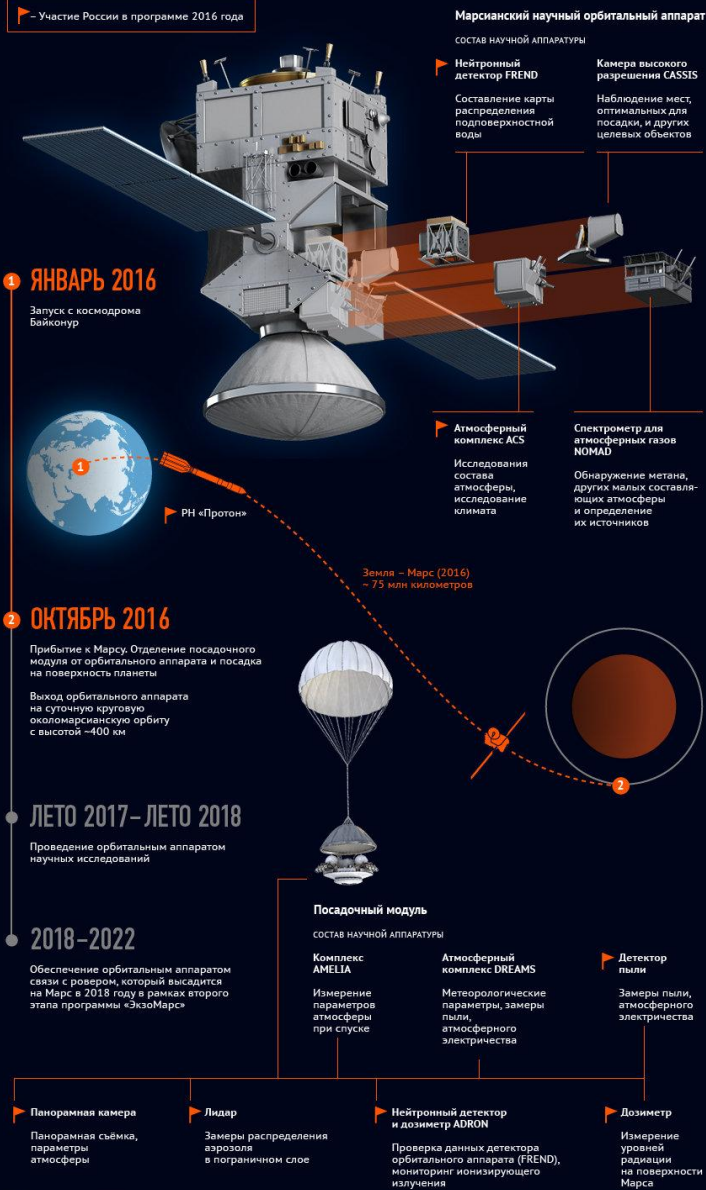 – Участие России в программе 2016 года
Марсианский научный орбитальный аппарат
СОСТАВ НАУЧНОЙ АППАРАТУРЫ
Нейтронный
детектор FREND
Составление карты
распределения
подповерхностной
воды
Камера высокого
разрешения CASSIS
Наблюдение мест,
оптимальных для
посадки, и других
целевых объектов
1
ЯНВАРЬ 2016
Запуск с космодрома
Байконур
Атмосферный
комплекс ACS
Исследования
состава
атмосферы,
исследование
климата
Спектрометр для
атмосферных газов
NOMAD
Обнаружение метана,
других малых составля-
ющих атмосферы
и определение
их источников
1
РН «Протон»
Земля – Марс (2016)
~ 75 млн километров
2
ОКТЯБРЬ 2016
Прибытие к Марсу. Отделение посадочного
модуля от орбитального аппарата и посадка
на поверхность планеты
Выход орбитального аппарата
на суточную круговую
околомарсианскую орбиту
с высотой ~400 км
2
ЛЕТО 2017–ЛЕТО 2018
Проведение орбитальным аппаратом
научных исследований
2018–2022
Обеспечение орбитальным аппаратом
связи с ровером, который высадится
на Марс в 2018 году в рамках второго
этапа программы «ЭкзоМарс»
Посадочный модуль
СОСТАВ НАУЧНОЙ АППАРАТУРЫ
Комплекс
AMELIA
Измерение
параметров
атмосферы
при спуске
Атмосферный
комплекс DREAMS
Метеорологические
параметры, замеры
пыли,
атмосферного
электричества
Детектор
пыли
Замеры пыли,
атмосферного
электричества
Панорамная камера
Панорамная съёмка,
параметры
атмосферы
Лидар
Замеры распределения
аэрозоля
в пограничном слое
Нейтронный детектор
и дозиметр ADRON
Проверка данных детектора
орбитального аппарата (FREND),
мониторинг ионизирующего
излучения
Дозиметр
Измерение
уровней
радиации
на поверхности
Марса